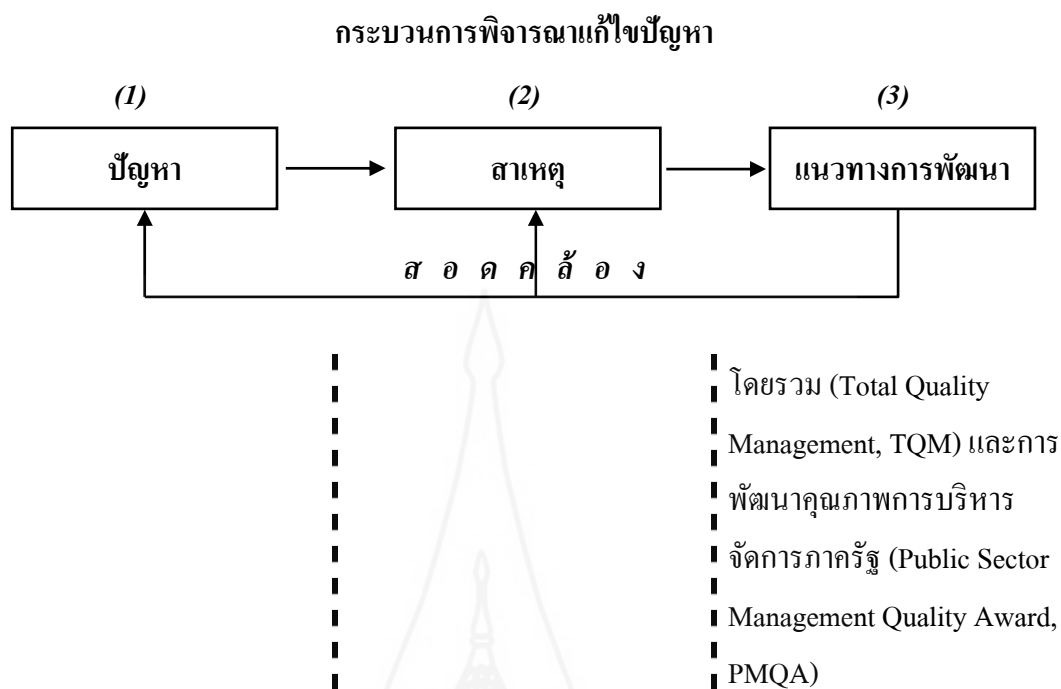 กระบวนการพิจารณาแก้ไขปัญหา
(1) (2) (3)
ปัญหา สาเหตุ แนวทางการพัฒนา
ส อ ด ค ล้ อ ง
โดยรวม (Total Quality
Management, TQM) และการ
พัฒนาคุณภาพการบริหาร
จัดการภาครัฐ (Public Sector
Management Quality Award,
PMQA)